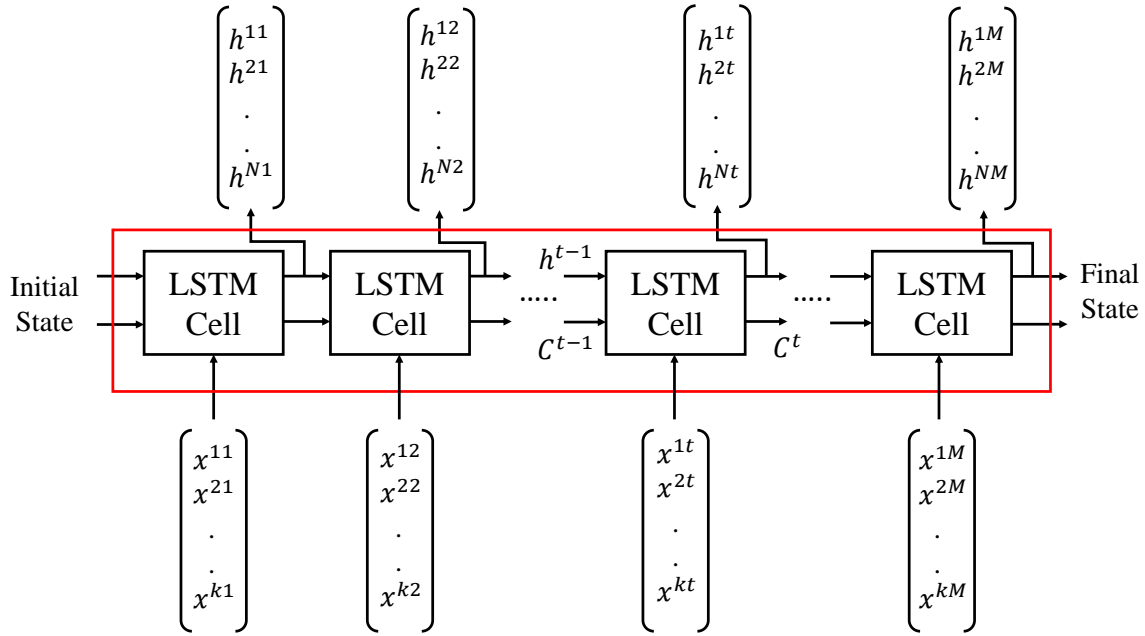 h^{11}
h^{21}
.
.
h^{N1}
h^{12}
h^{22}
.
.
h^{N2}
h^{1t}
h^{2t}
.
.
h^{Nt}
h^{1M}
h^{2M}
.
.
h^{NM}
Initial
State
LSTM
Cell
LSTM
Cell
h^{t-1}
.....
C^{t-1}
LSTM
Cell
.....
C^{t}
LSTM
Cell
Final
State
x^{11}
x^{21}
.
.
x^{k1}
x^{12}
x^{22}
.
.
x^{k2}
x^{1t}
x^{2t}
.
.
x^{kt}
x^{1M}
x^{2M}
.
.
x^{kM}